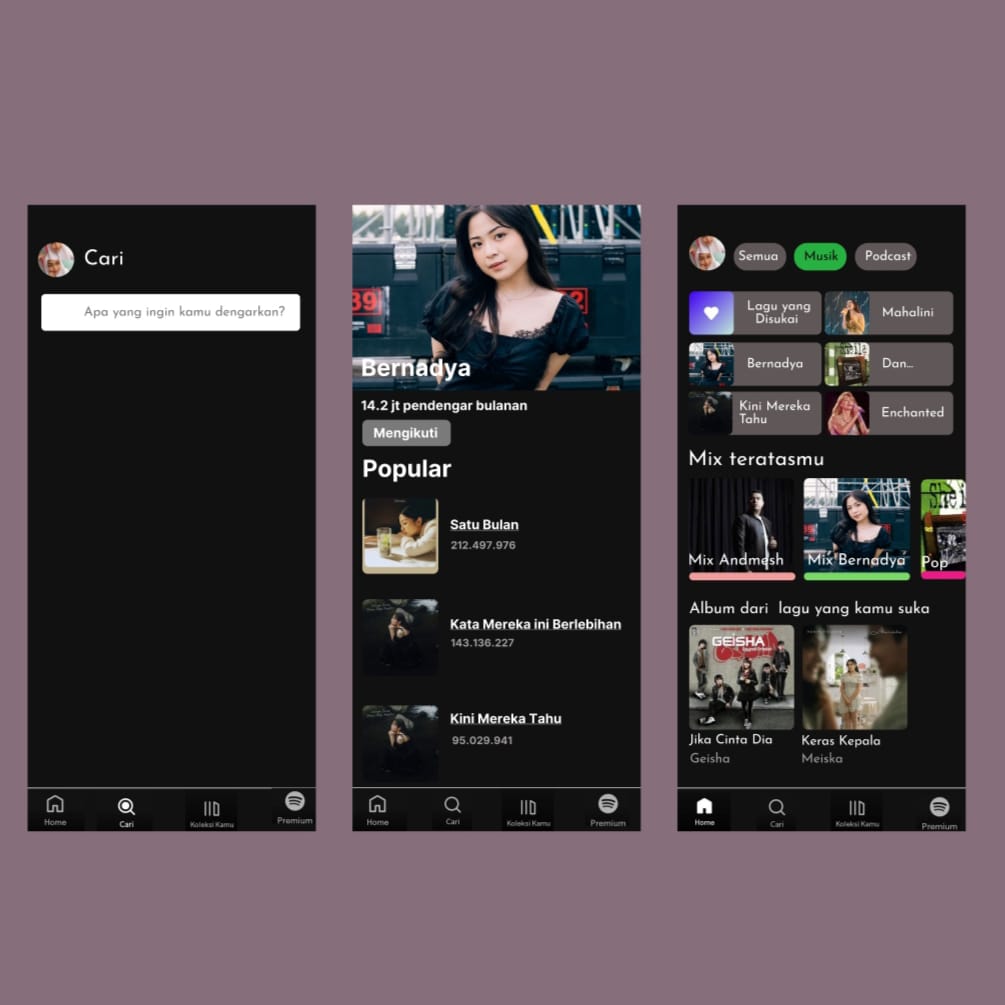 Cari
Apa yang ingin kamu dengarkan?
Home
Cari
Koleksi Kamu
Premium
39
Bernadya
14.2 jt pendengar bulanan
Mengikuti
Popular
Satu Bulan
212.497.976
Kata Mereka ini Berlebihan
143.136.227
Kini Mereka Tahu
95.029.941
Home
Cari
Koleksi Kamu
Premium
Semua
Musik
Podcast
Lagu yang
Disukai
Mahalini
Bernadya
Dan...
Kini Mereka
Tahu
Enchanted
Mix teratasmu
Mix Andmesh
Mix Bernadya
Pop
Album dari lagu yang kamu suka
GEISHA
Jika Cinta Dia
Geisha
Keras Kepala
Meiska
Home
Cari
Koleksi Kamu
Premium